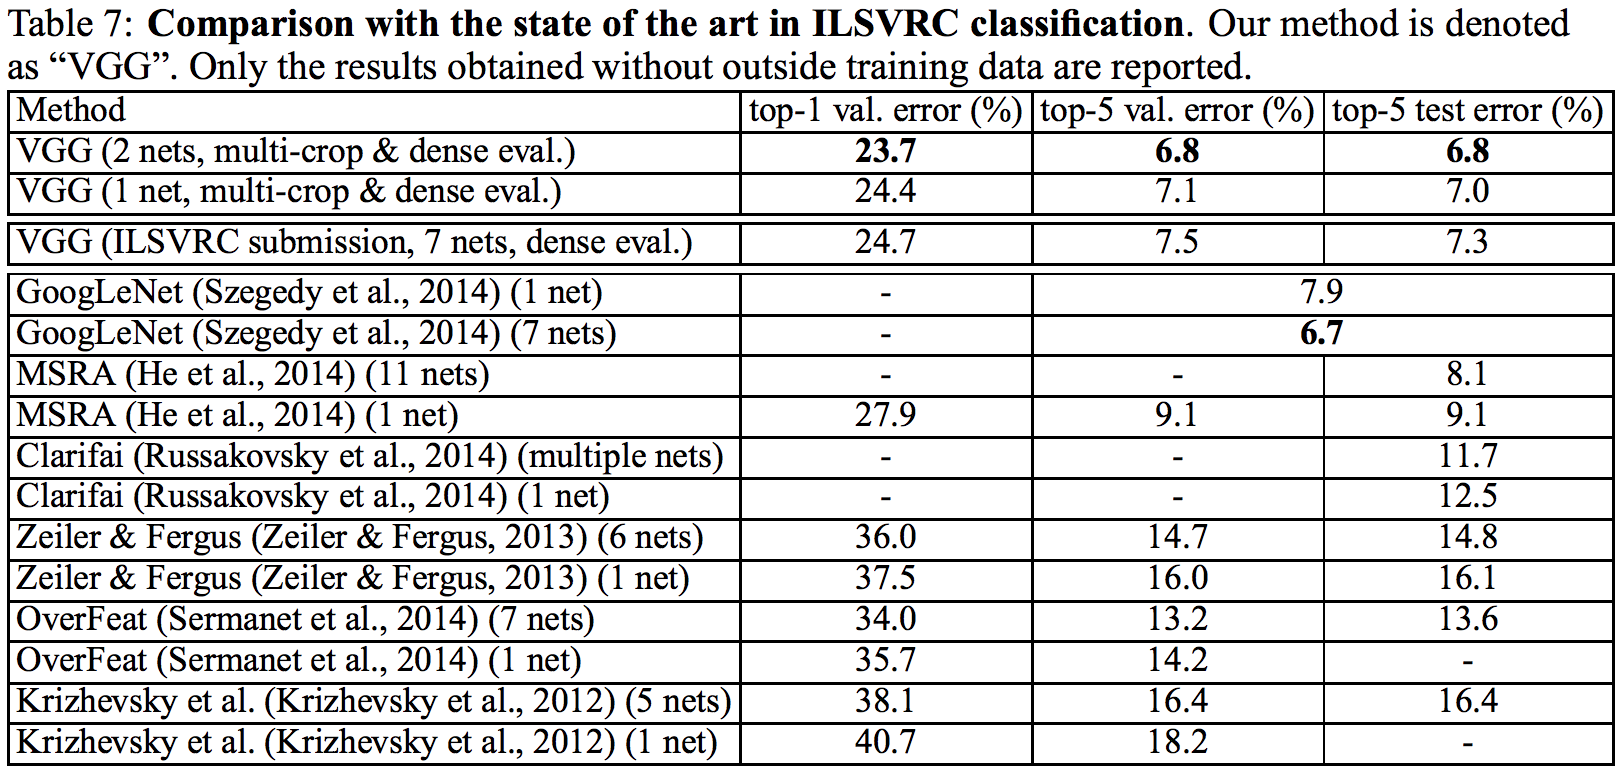 Table 7: Comparison with the state of the art in ILSVRC classification. Our method is denoted
as “VGG”. Only the results obtained without outside training data are reported.
Method top-1 val. error (%) top-5 val. error (%) top-5 test error (%)
VGG (2 nets, multi-crop & dense eval.) 23.7 6.8 6.8
VGG (1 net, multi-crop & dense eval.) 24.4 7.1 7.0
VGG (ILSVRC submission, 7 nets, dense eval.) 24.7 7.5 7.3
GoogLeNet (Szegedy et al., 2014) (1 net) - 7.9
GoogLeNet (Szegedy et al., 2014) (7 nets) - 6.7
MSRA (He et al., 2014) (11 nets) - - 8.1
MSRA (He et al., 2014) (1 net) 27.9 9.1 9.1
Clarifai (Russakovsky et al., 2014) (multiple nets) - - 11.7
Clarifai (Russakovsky et al., 2014) (1 net) - - 12.5
Zeiler & Fergus (Zeiler & Fergus, 2013) (6 nets) 36.0 14.7 14.8
Zeiler & Fergus (Zeiler & Fergus, 2013) (1 net) 37.5 16.0 16.1
OverFeat (Sermanet et al., 2014) (7 nets) 34.0 13.2 13.6
OverFeat (Sermanet et al., 2014) (1 net) 35.7 14.2 -
Krizhevsky et al. (Krizhevsky et al., 2012) (5 nets) 38.1 16.4 16.4
Krizhevsky et al. (Krizhevsky et al., 2012) (1 net) 40.7 18.2 -